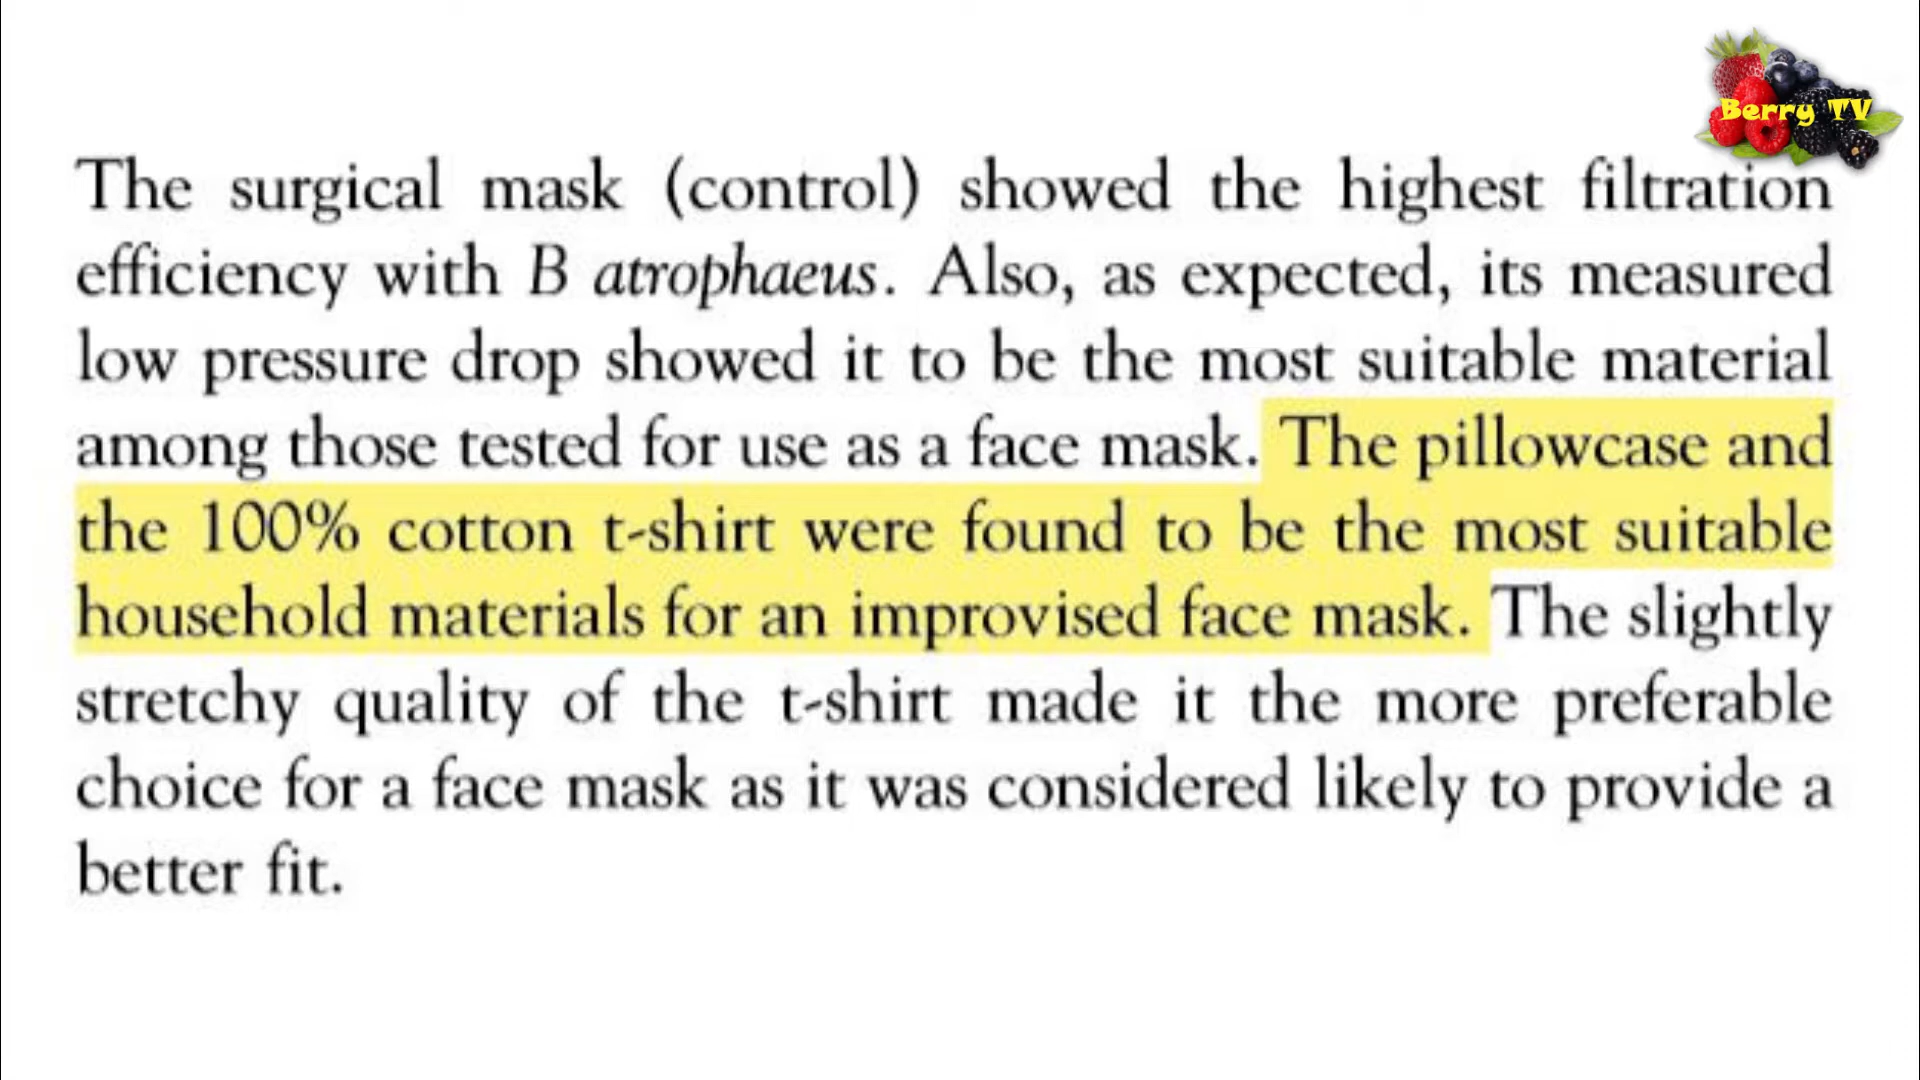 Berry TV
The surgical mask (control) showed the highest filtration
efficiency with B atrophaeus. Also, as expected, its measured
low pressure drop showed it to be the most suitable material
among those tested for use as a face mask. The pillowcase and
the 100% cotton t-shirt were found to be the most suitable
household materials for an improvised face mask. The slightly
stretchy quality of the t-shirt made it the more preferable
choice for a face mask as it was considered likely to provide a
better fit.